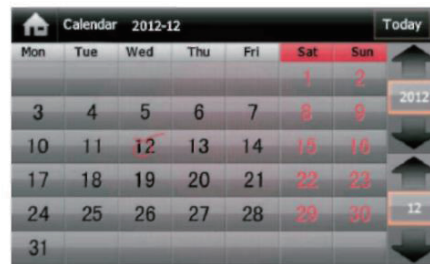 Calendar 2012-12 Today
Mon Tue Wed Thu Fri Sat Sun
1 2
2012
3 4 5 6 7 8 9
10 11 12 13 14 15 16
17 18 19 20 21 22 23
12
24 25 26 27 28 29 30
31